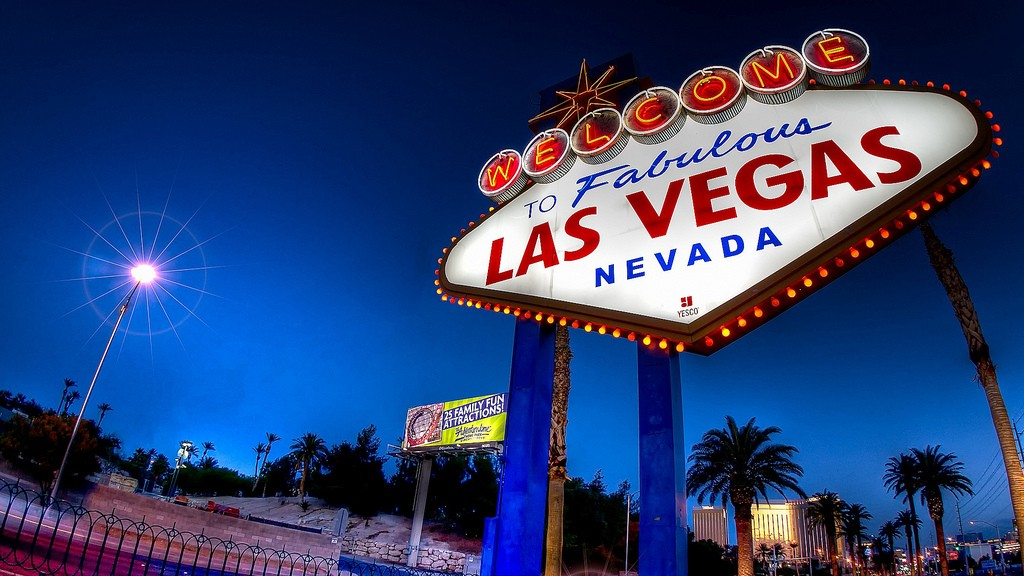 WELCOME
TO Fabulous
LAS VEGAS
NEVADA
YESCO
25 FAMILY FUN
ATTRACTIONS!